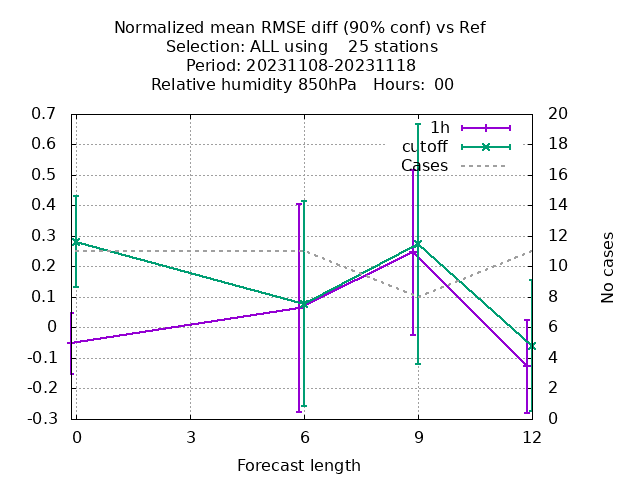 Normalized mean RMSE diff (90% conf) vs Ref
Selection: ALL using    25 stations
Period: 20231108-20231118
Relative humidity 850hPa   Hours:  00
0.7
0.6
0.5
0.4
0.3
0.2
0.1
0
-0.1
-0.2
-0.3
20
18
16
14
12
10
8
6
4
2
0
1h
cutoff
Cases
No cases
0 3 6 9 12
Forecast length